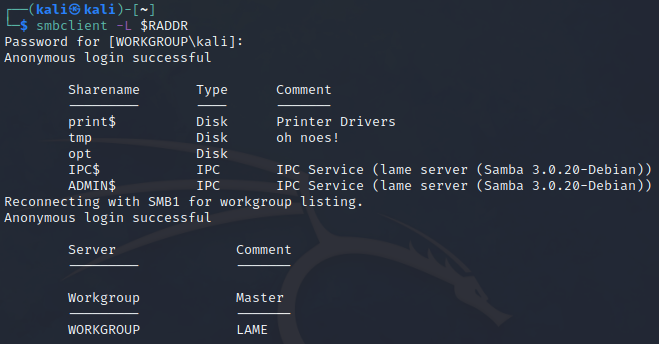 ┌──(kali㉿kali)-[~]
└─$ smbclient -L $RADDR
Password for [WORKGROUP\kali]:
Anonymous login successful
Sharename Type Comment
--------- ---- -------
print$ Disk Printer Drivers
tmp Disk oh noes!
opt Disk
IPC$ IPC IPC Service (lame server (Samba 3.0.20-Debian))
ADMIN$ IPC IPC Service (lame server (Samba 3.0.20-Debian))
Reconnecting with SMB1 for workgroup listing.
Anonymous login successful
Server Comment
--------- -------
Workgroup Master
--------- -------
WORKGROUP LAME